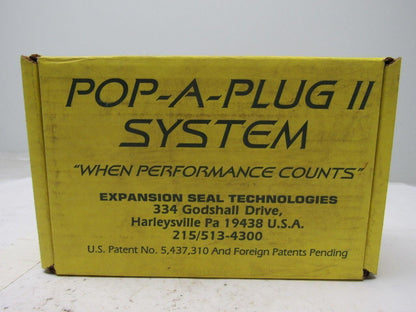 POP-A-PLUG II
SYSTEM
"WHEN PERFORMANCE COUNTS"
EXPANSION SEAL TECHNOLOGIES
334 Godshall Drive,
Harleysville Pa 19438 U.S.A.
215/513-4300
U.S. Patent No. 5,437,310 And Foreign Patents Pending